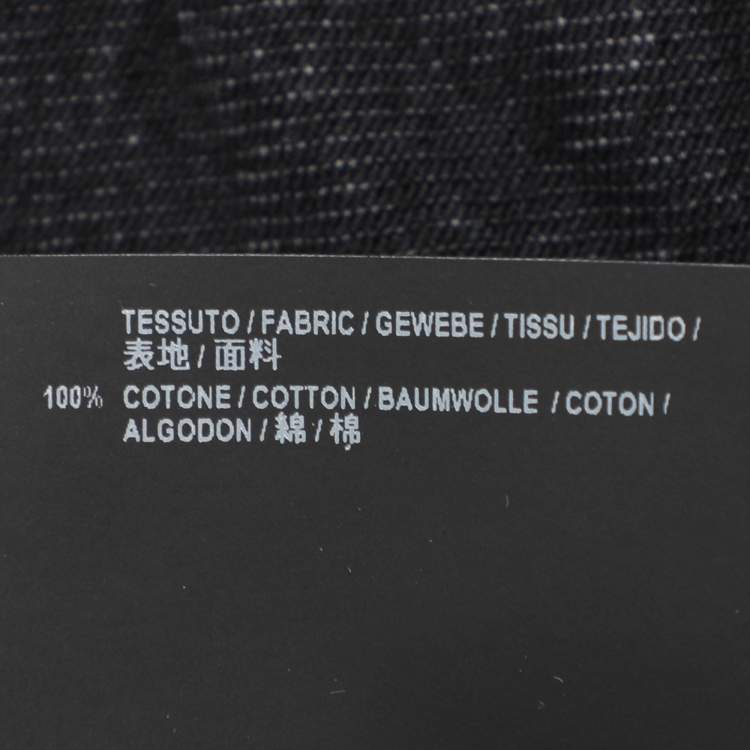 TESSUTO / FABRIC / GEWEBE / TISSU / TEJIDO /
表地 / 面料
100% COTONE / COTTON / BAUMWOLLE / COTON /
ALGODON / 綿 / 棉